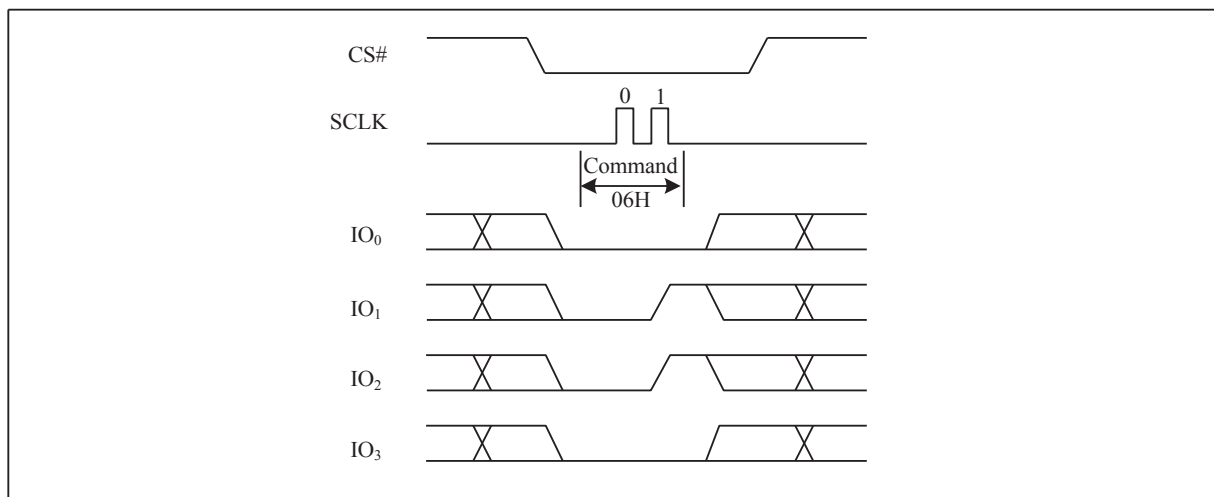 CS#
0 1
SCLK
Command
06H
IO₀
IO₁
IO₂
IO₃